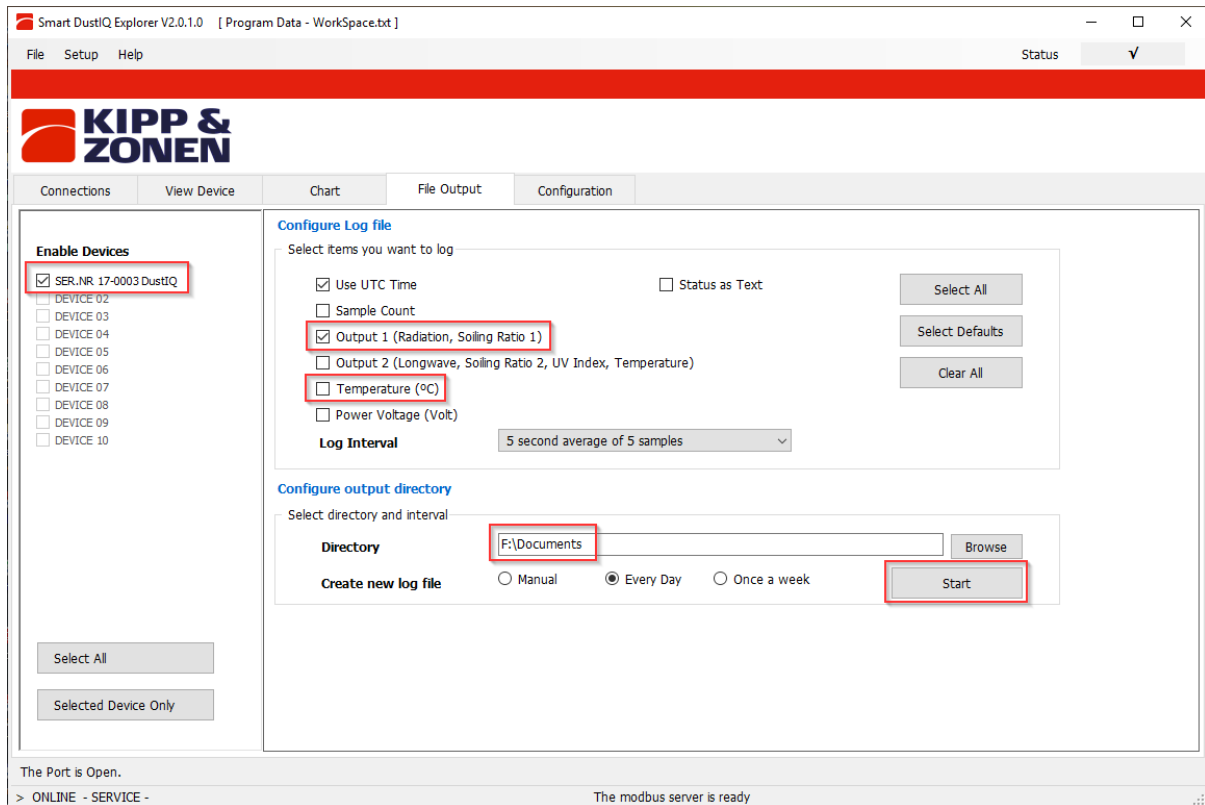 Smart DustIQ Explorer V2.0.1.0 [ Program Data - WorkSpace.txt ]
File Setup Help Status √
KIPP &
ZONEN
Connections View Device Chart File Output Configuration
Enable Devices
SER.NR 17-0003 DustIQ
DEVICE 02
DEVICE 03
DEVICE 04
DEVICE 05
DEVICE 06
DEVICE 07
DEVICE 08
DEVICE 09
DEVICE 10
Select All
Selected Device Only
Configure Log file
Select items you want to log
Use UTC Time Status as Text Select All
Sample Count
Output 1 (Radiation, Soiling Ratio 1) Select Defaults
Output 2 (Longwave, Soiling Ratio 2, UV Index, Temperature)
Clear All
Temperature (ºC)
Power Voltage (Volt)
Log Interval 5 second average of 5 samples
Configure output directory
Select directory and interval
Directory F:\Documents Browse
Create new log file Manual Every Day Once a week Start
The Port is Open.
> ONLINE - SERVICE - The modbus server is ready